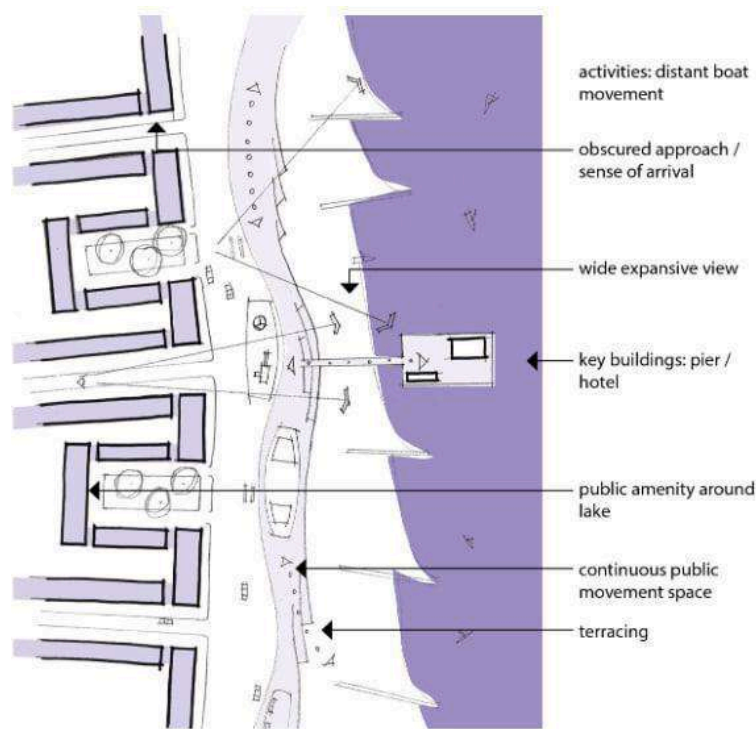 activities: distant boat
movement
obscured approach /
sense of arrival
wide expansive view
key buildings: pier /
hotel
public amenity around
lake
continuous public
movement space
terracing